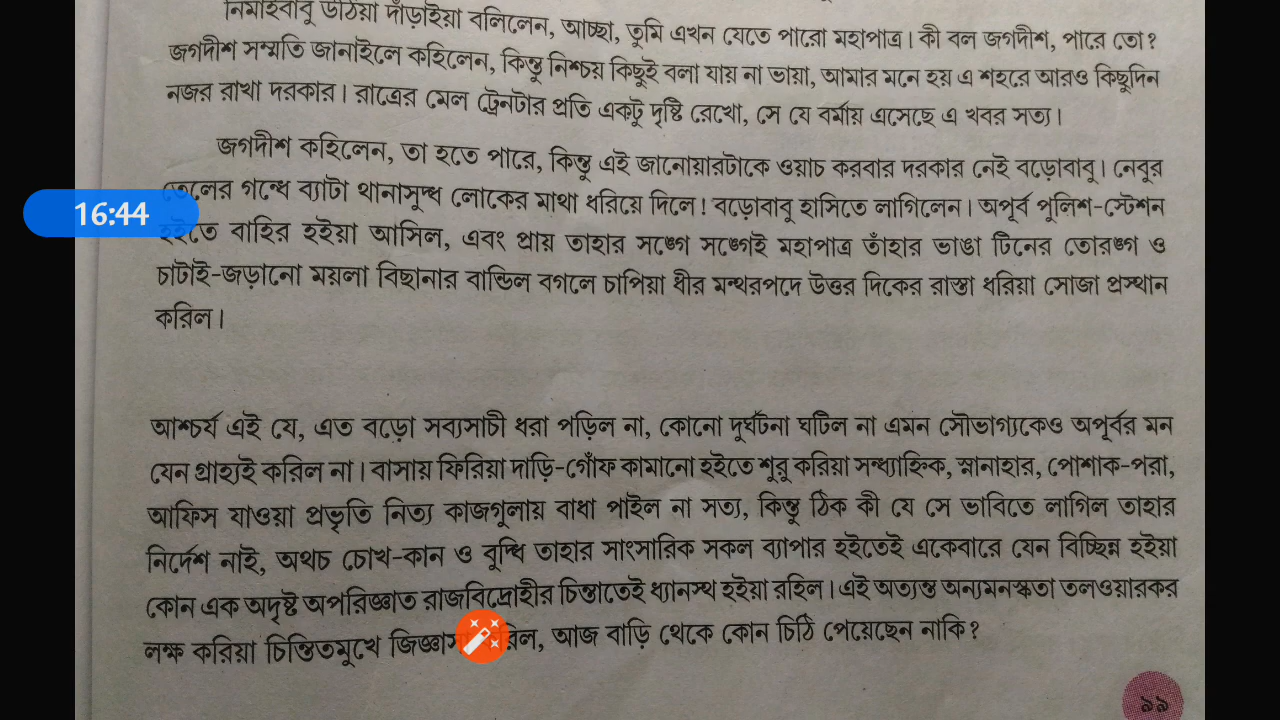 নিমাইবাবু উঠিয়া দাঁড়াইয়া বলিলেন, আচ্ছা, তুমি এখন যেতে পারো মহাপাত্র। কী বল জগদীশ, পারে তো?
জগদীশ সম্মতি জানাইলে কহিলেন, কিন্তু নিশ্চয় কিছুই বলা যায় না ভায়া, আমার মনে হয় এ শহরে আরও কিছুদিন
নজর রাখা দরকার। রাত্রের মেল ট্রেনটার প্রতি একটু দৃষ্টি রেখো, সে যে বর্মায় এসেছে এ খবর সত্য।
জগদীশ কহিলেন, তা হতে পারে, কিন্তু এই জানোয়ারটাকে ওয়াচ করবার দরকার নেই বড়োবাবু। নেবুর
তেলের গন্ধে ব্যাটা থানাসুদ্ধ লোকের মাথা ধরিয়ে দিলে! বড়োবাবু হাসিতে লাগিলেন। অপূর্ব পুলিশ-স্টেশন
16:44
হইতে বাহির হইয়া আসিল, এবং প্রায় তাহার সঙ্গে সঙ্গেই মহাপাত্র তাঁহার ভাঙা টিনের তোরঙ্গ ও
চাটাই-জড়ানো ময়লা বিছানার বান্ডিল বগলে চাপিয়া ধীর মন্থরপদে উত্তর দিকের রাস্তা ধরিয়া সোজা প্রস্থান
করিল।
আশ্চর্য এই যে, এত বড়ো সব্যসাচী ধরা পড়িল না, কোনো দুর্ঘটনা ঘটিল না এমন সৌভাগ্যকেও অপূর্বর মন
যেন গ্রাহ্যই করিল না। বাসায় ফিরিয়া দাড়ি-গোঁফ কামানো হইতে শুরু করিয়া সন্ধ্যাহ্নিক, স্নানাহার, পোশাক-পরা,
আফিস যাওয়া প্রভৃতি নিত্য কাজগুলায় বাধা পাইল না সত্য, কিন্তু ঠিক কী যে সে ভাবিতে লাগিল তাহার
নির্দেশ নাই, অথচ চোখ-কান ও বুদ্ধি তাহার সাংসারিক সকল ব্যাপার হইতেই একেবারে যেন বিচ্ছিন্ন হইয়া
কোন এক অদৃষ্ট অপরিজ্ঞাত রাজবিদ্রোহীর চিন্তাতেই ধ্যানস্থ হইয়া রহিল। এই অত্যন্ত অন্যমনস্কতা তলওয়ারকর
লক্ষ করিয়া চিন্তিতমুখে জিজ্ঞাসা করিল, আজ বাড়ি থেকে কোন চিঠি পেয়েছেন নাকি?
৯৯